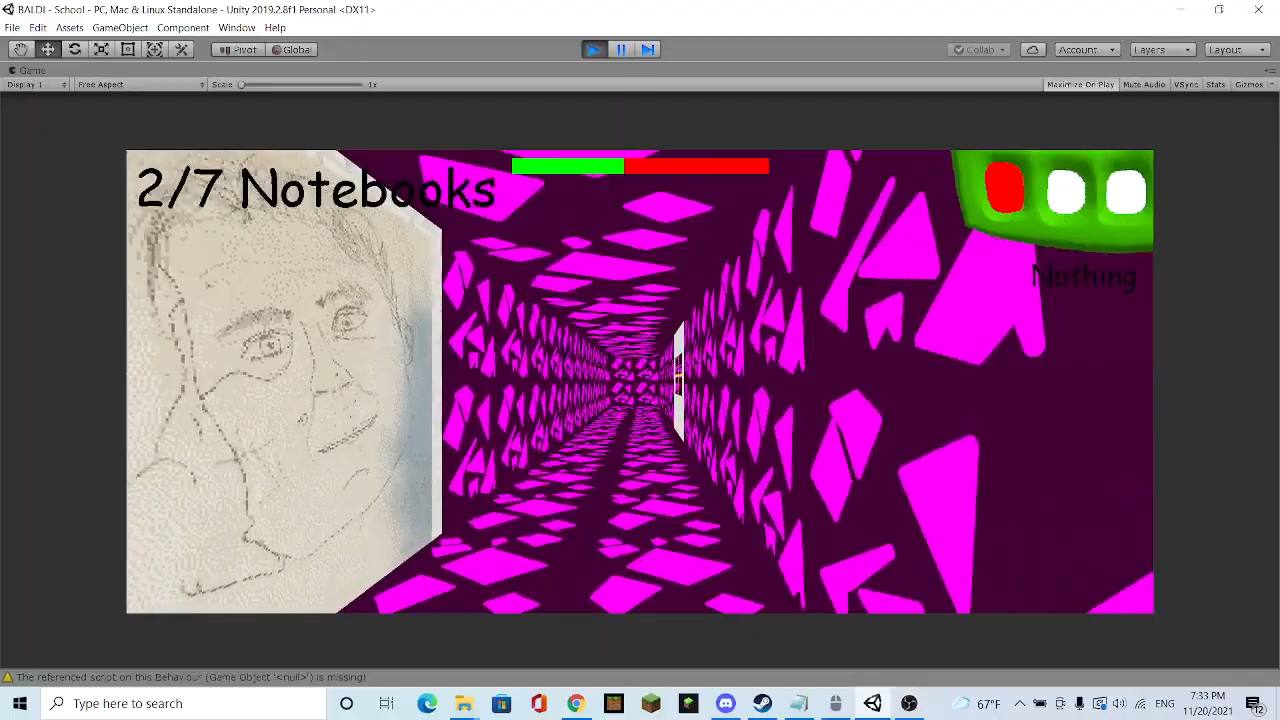 BALDI - School - PC, Mac & Linux Standalone - Unity 2019.2.8f1 Personal <DX11>
File Edit Assets GameObject Component Window Help
Pivot Global Collab Account Layers Layout
Game
Display 1 Free Aspect Scale 1x Maximize On Play Mute Audio VSync Stats Gizmos
2/7 Notebooks
Nothing
The referenced script on this Behaviour (Game Object '<null>') is missing!
Type here to search
67°F
ENG
7:33 PM
11/20/2021
12